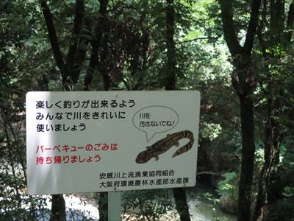 楽しく釣りが出来るよう
みんなで川をきれいに
使いましょう
川を
汚さないでね!
バーベキューのごみは
持ち帰りましょう
安威川上流漁業協同組合
大阪府環境農林水産部水産課